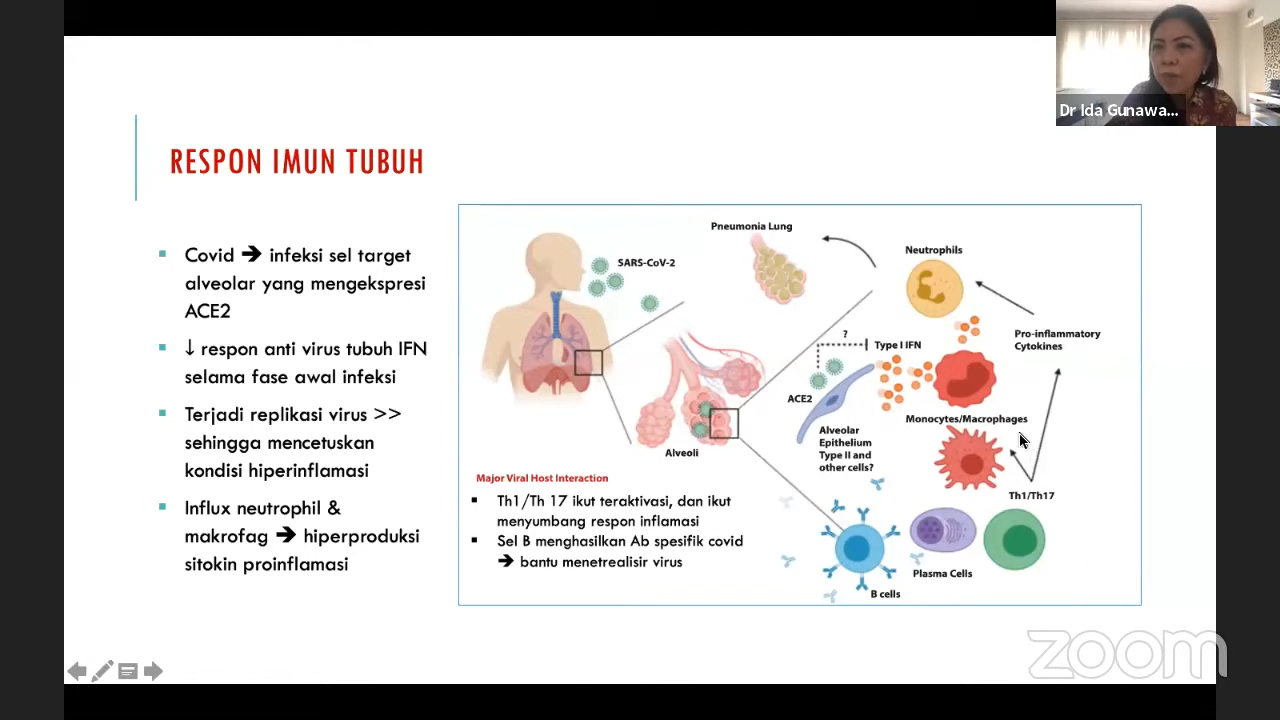 Dr Ida Gunawa...
RESPON IMUN TUBUH
▪ Covid ➔ infeksi sel target
alveolar yang mengekspresi
ACE2
▪ ↓ respon anti virus tubuh IFN
selama fase awal infeksi
▪ Terjadi replikasi virus >>
sehingga mencetuskan
kondisi hiperinflamasi
▪ Influx neutrophil &
makrofag ➔ hiperproduksi
sitokin proinflamasi
Pneumonia Lung
SARS-CoV-2
Neutrophils
Pro-inflammatory
Cytokines
?
Type I IFN
ACE2
Monocytes/Macrophages
Alveolar
Epithelium
Type II and
other cells?
Alveoli
Major Viral Host Interaction
▪ Th1/Th 17 ikut teraktivasi, dan ikut
menyumbang respon inflamasi
▪ Sel B menghasilkan Ab spesifik covid
➔ bantu menetrealisir virus
Th1/Th17
Plasma Cells
B cells
zoom